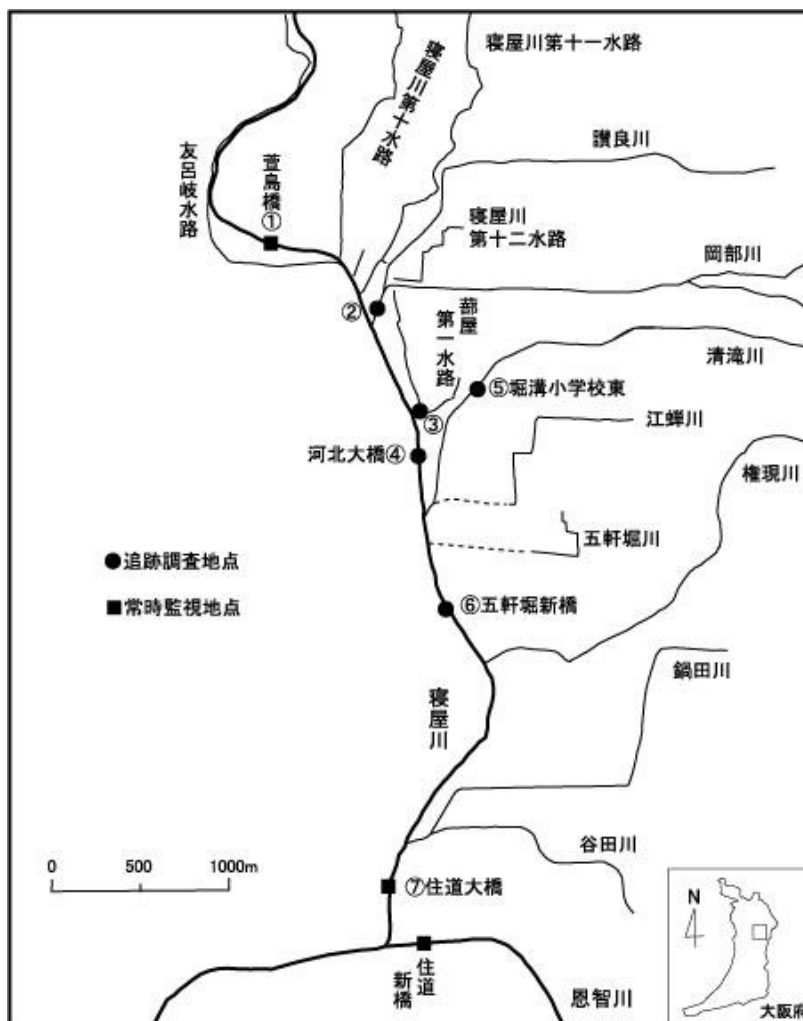 寝屋川第十一水路
寝屋川第十水路
讃良川
友呂岐水路
萱島橋
①
寝屋川
第十二水路
岡部川
②
蔀屋
第一水路
清滝川
⑤堀溝小学校東
③
江蝉川
河北大橋④
権現川
五軒堀川
●追跡調査地点
■常時監視地点
⑥五軒堀新橋
鍋田川
寝屋川
0 500 1000m
谷田川
⑦住道大橋
N
住道
新橋
恩智川
大阪府